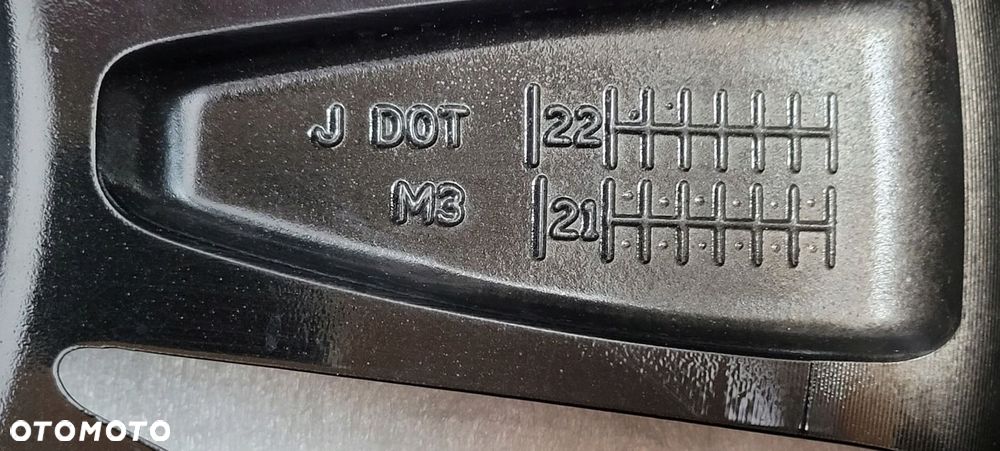 J DOT 22
M3 21
OTOMOTO